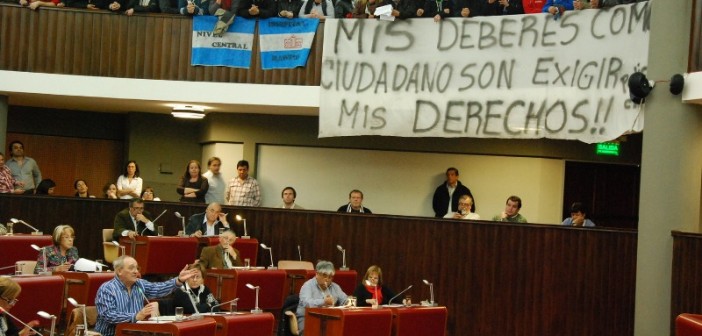 MIS DEBERES COMO
CIUDADANO SON EXIGIR
MIS DERECHOS!!
NIVEL
CENTRAL
SALIDA